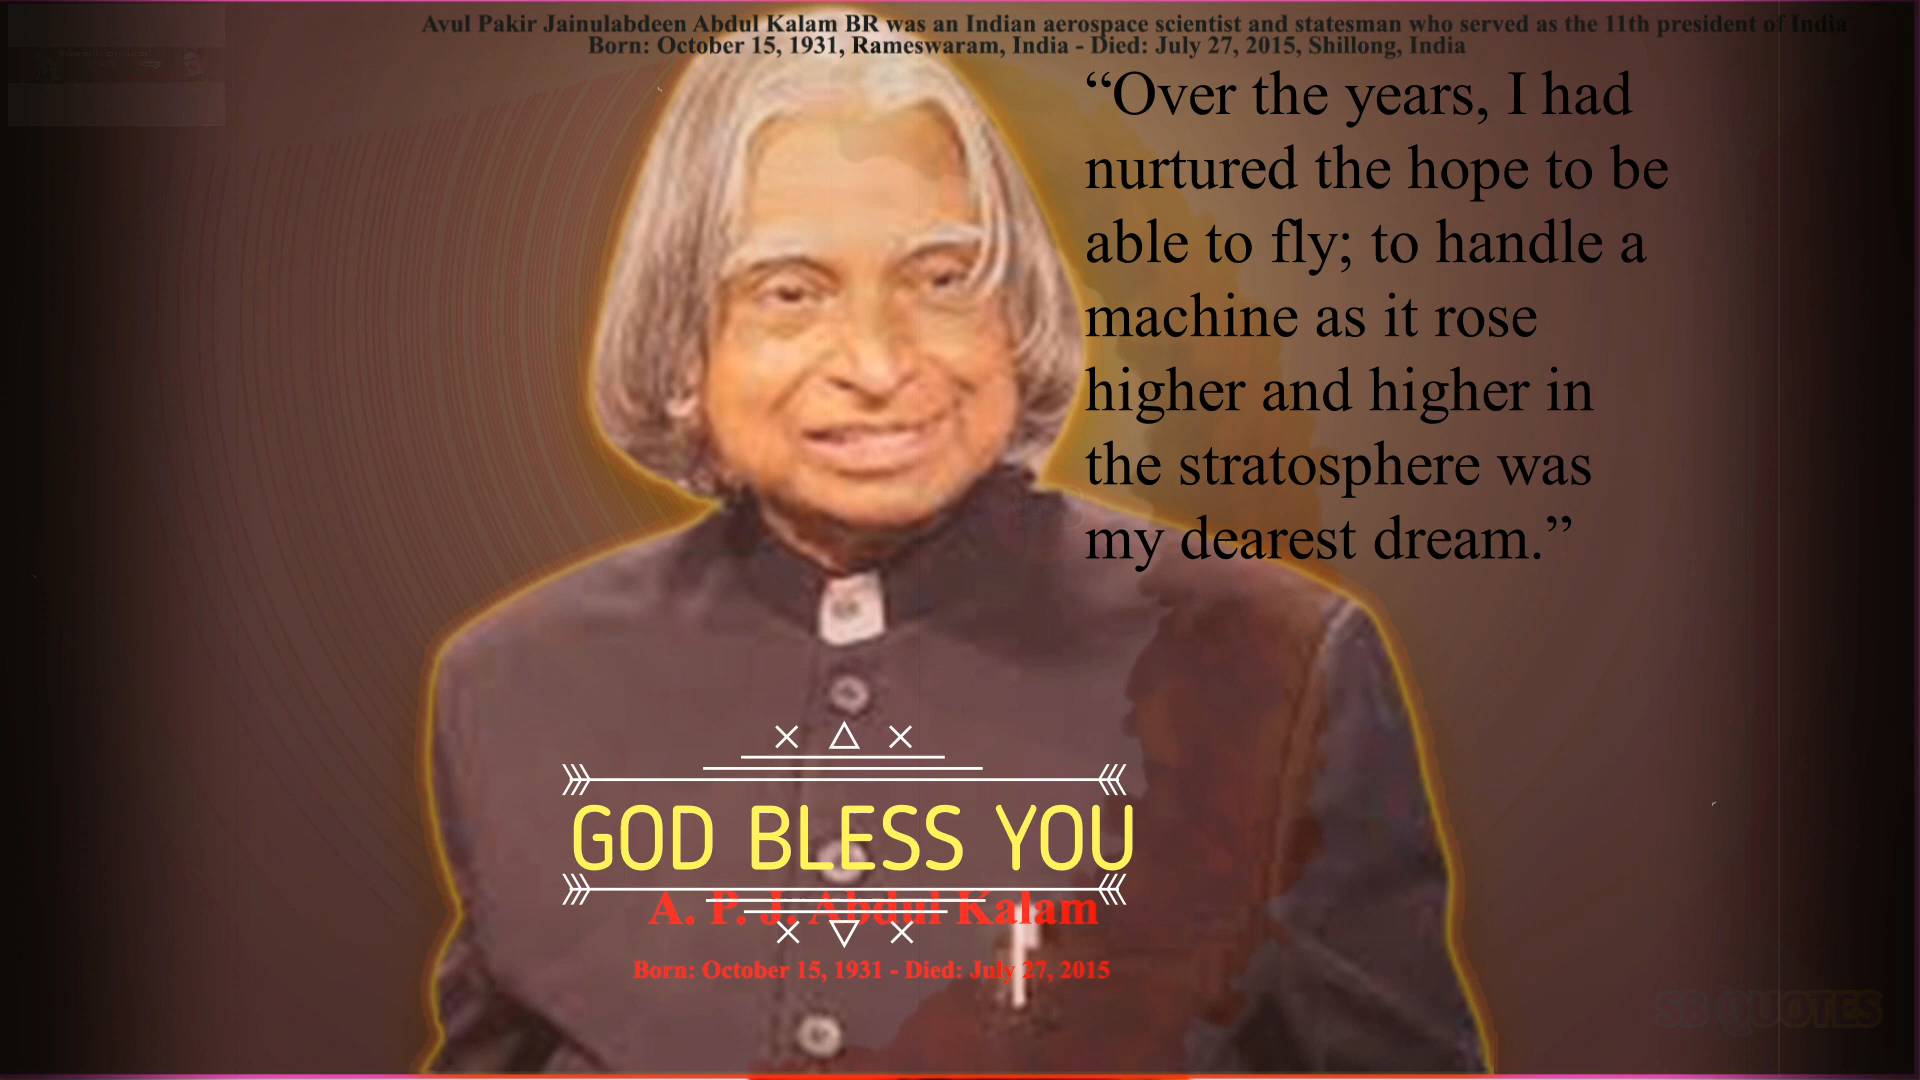 Avul Pakir Jainulabdeen Abdul Kalam BR was an Indian aerospace scientist and statesman who served as the 11th president of India
Born: October 15, 1931, Rameswaram, India - Died: July 27, 2015, Shillong, India
“Over the years, I had
nurtured the hope to be
able to fly; to handle a
machine as it rose
higher and higher in
the stratosphere was
my dearest dream.”
GOD BLESS YOU
A. P. J. Abdul Kalam
Born: October 15, 1931 - Died: July 27, 2015
SB QUOTES